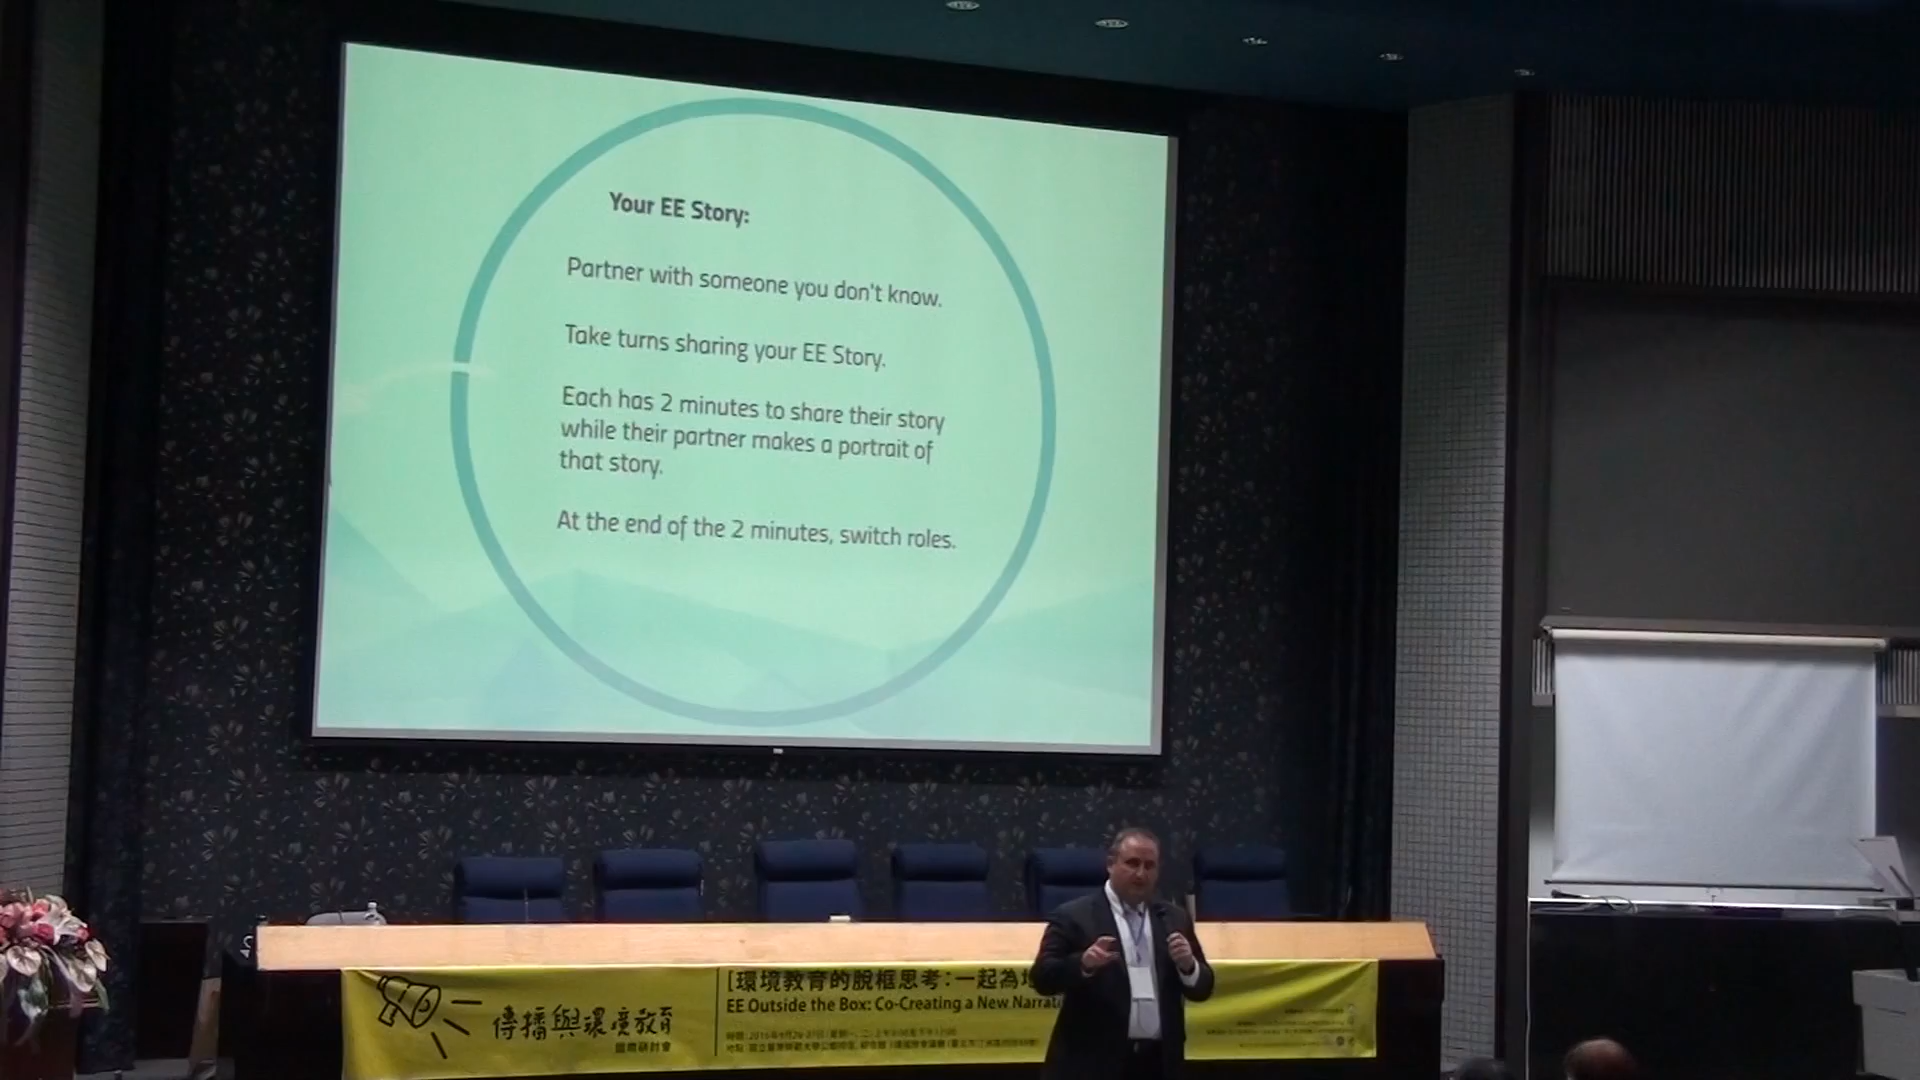 Your EE Story:
Partner with someone you don't know.
Take turns sharing your EE Story.
Each has 2 minutes to share their story
while their partner makes a portrait of
that story.
At the end of the 2 minutes, switch roles.
傳播與環境教育
國際研討會
[環境教育的脫框思考:一起為
EE Outside the Box: Co-Creating a New